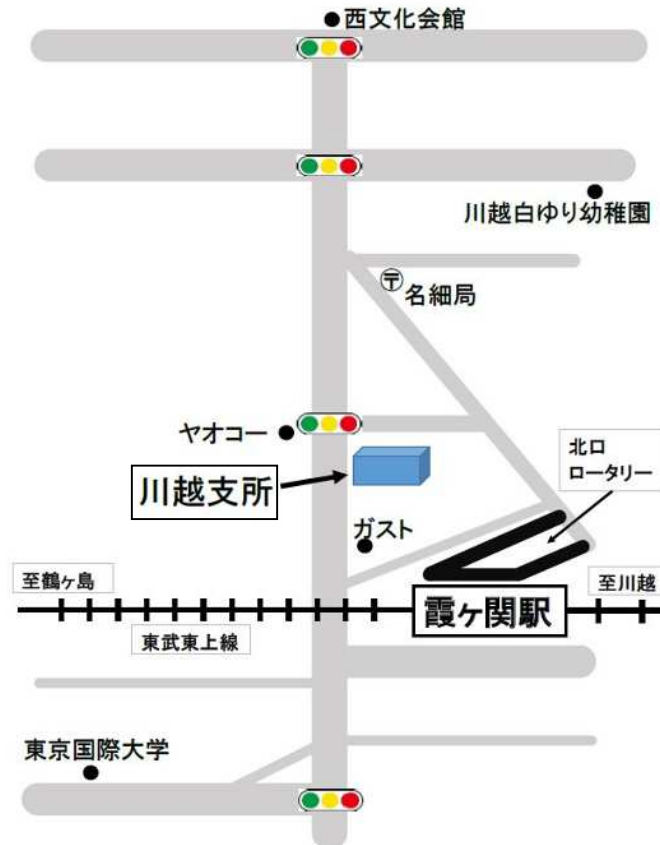 西文化会館
川越白ゆり幼稚園
〒
名細局
ヤオコー
北口
ロータリー
川越支所
ガスト
至鶴ヶ島
至川越
霞ヶ関駅
東武東上線
東京国際大学